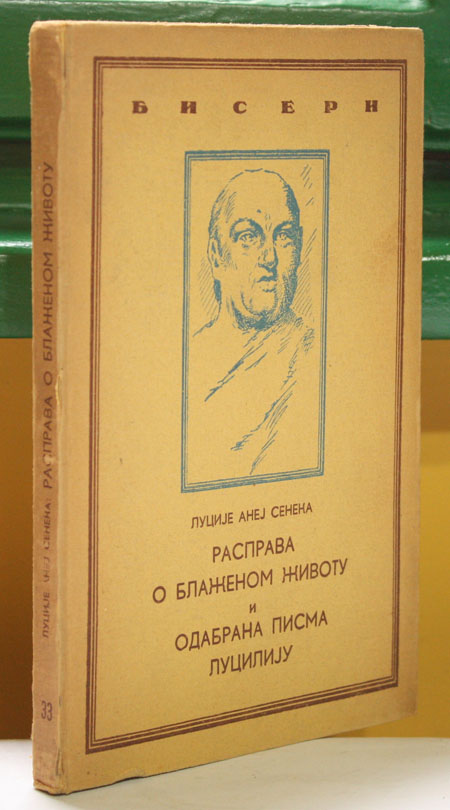 БИСЕРИ
ЛУЦИЈЕ АНЕЈ СЕНЕКА
РАСПРАВА
О БЛАЖЕНОМ ЖИВОТУ
И
ОДАБРАНА ПИСМА
ЛУЦИЛИЈУ
ЛУЦИЈЕ АНЕЈ СЕНЕКА: РАСПРАВА О БЛАЖЕНОМ ЖИВОТУ
33